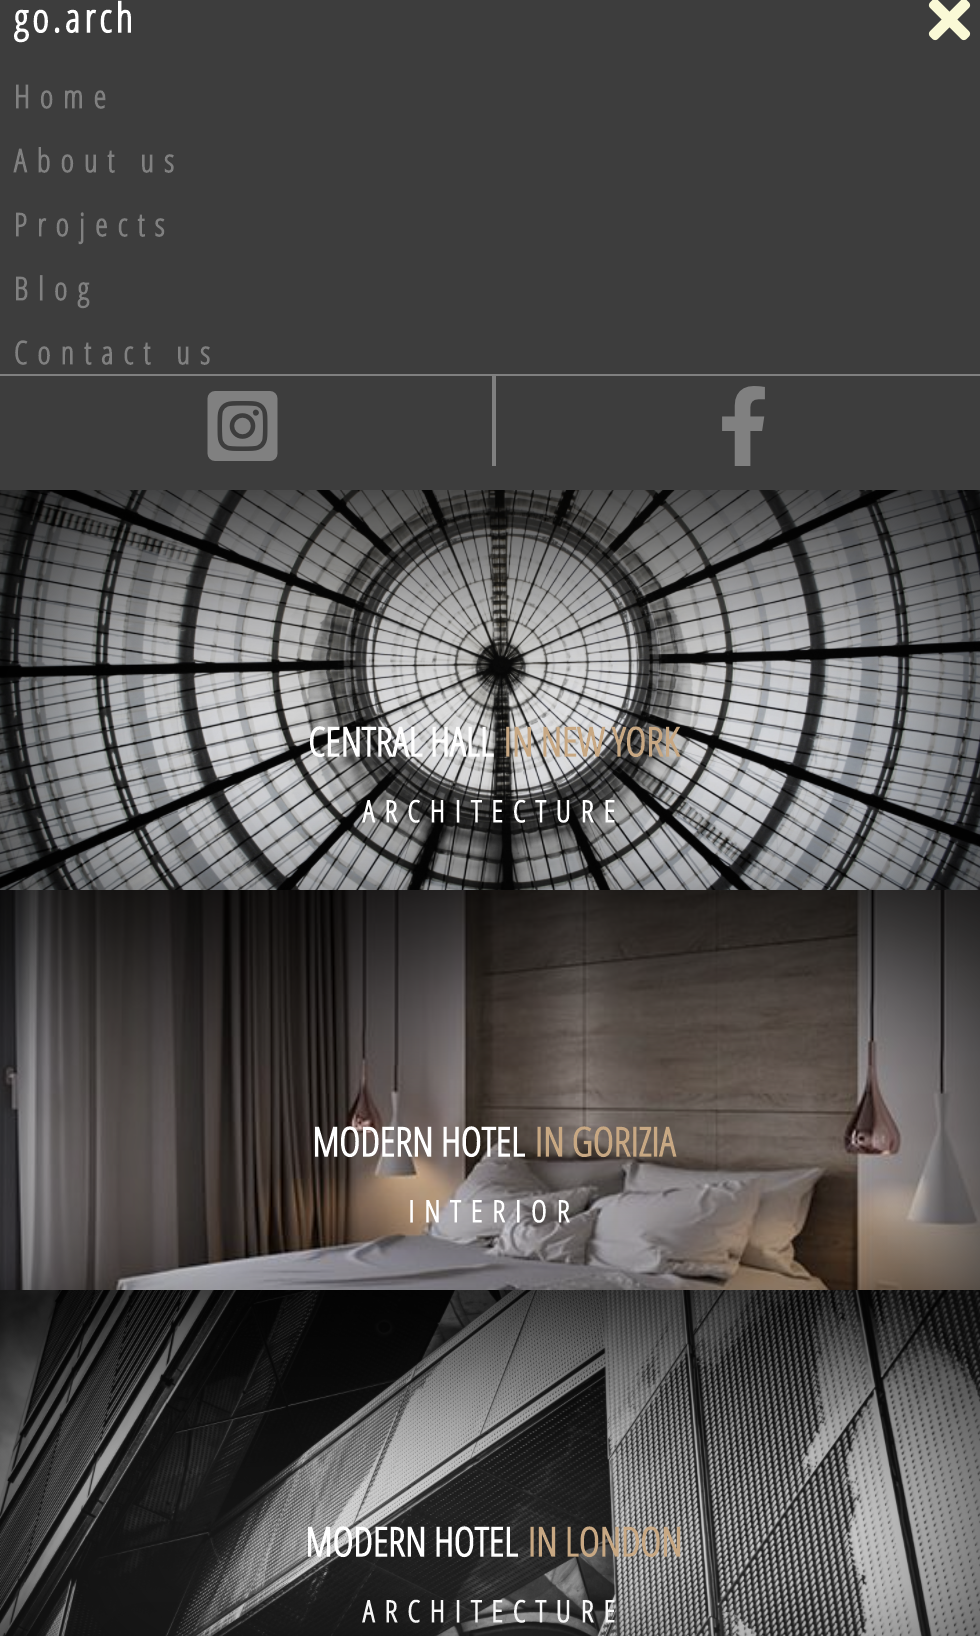 go.arch
Home
About us
Projects
Blog
Contact us
CENTRAL HALL IN NEW YORK
ARCHITECTURE
MODERN HOTEL IN GORIZIA
INTERIOR
MODERN HOTEL IN LONDON
ARCHITECTURE